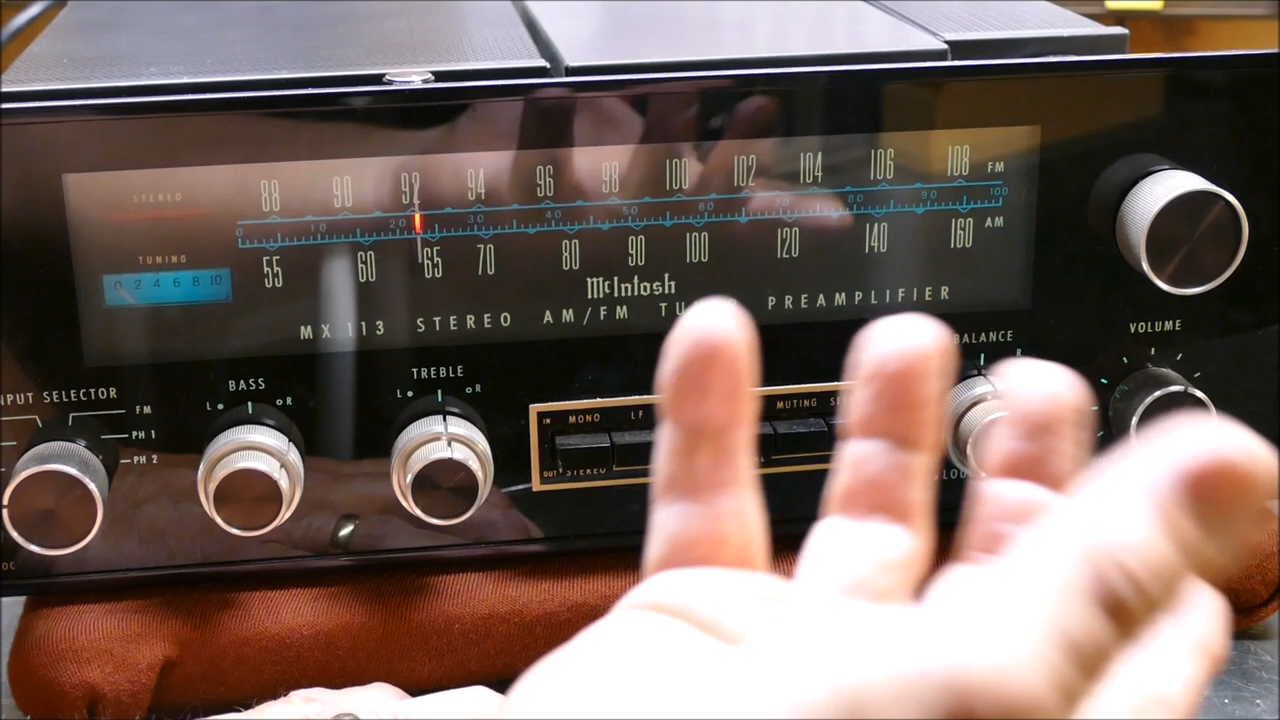 STEREO
88 90 92 94 96 98 100 102 104 106 108 FM
0 10 20 30 40 50 60 70 80 90 100
TUNING
0 2 4 6 8 10
55 60 65 70 80 90 100 120 140 160 AM
McIntosh
MX 113 STEREO AM/FM TU PREAMPLIFIER
NPUT SELECTOR
FM
PH 1
PH 2
BASS
L R
TREBLE
L R
IN MONO LF MUTING
OUT STEREO
BALANCE
R
VOLUME